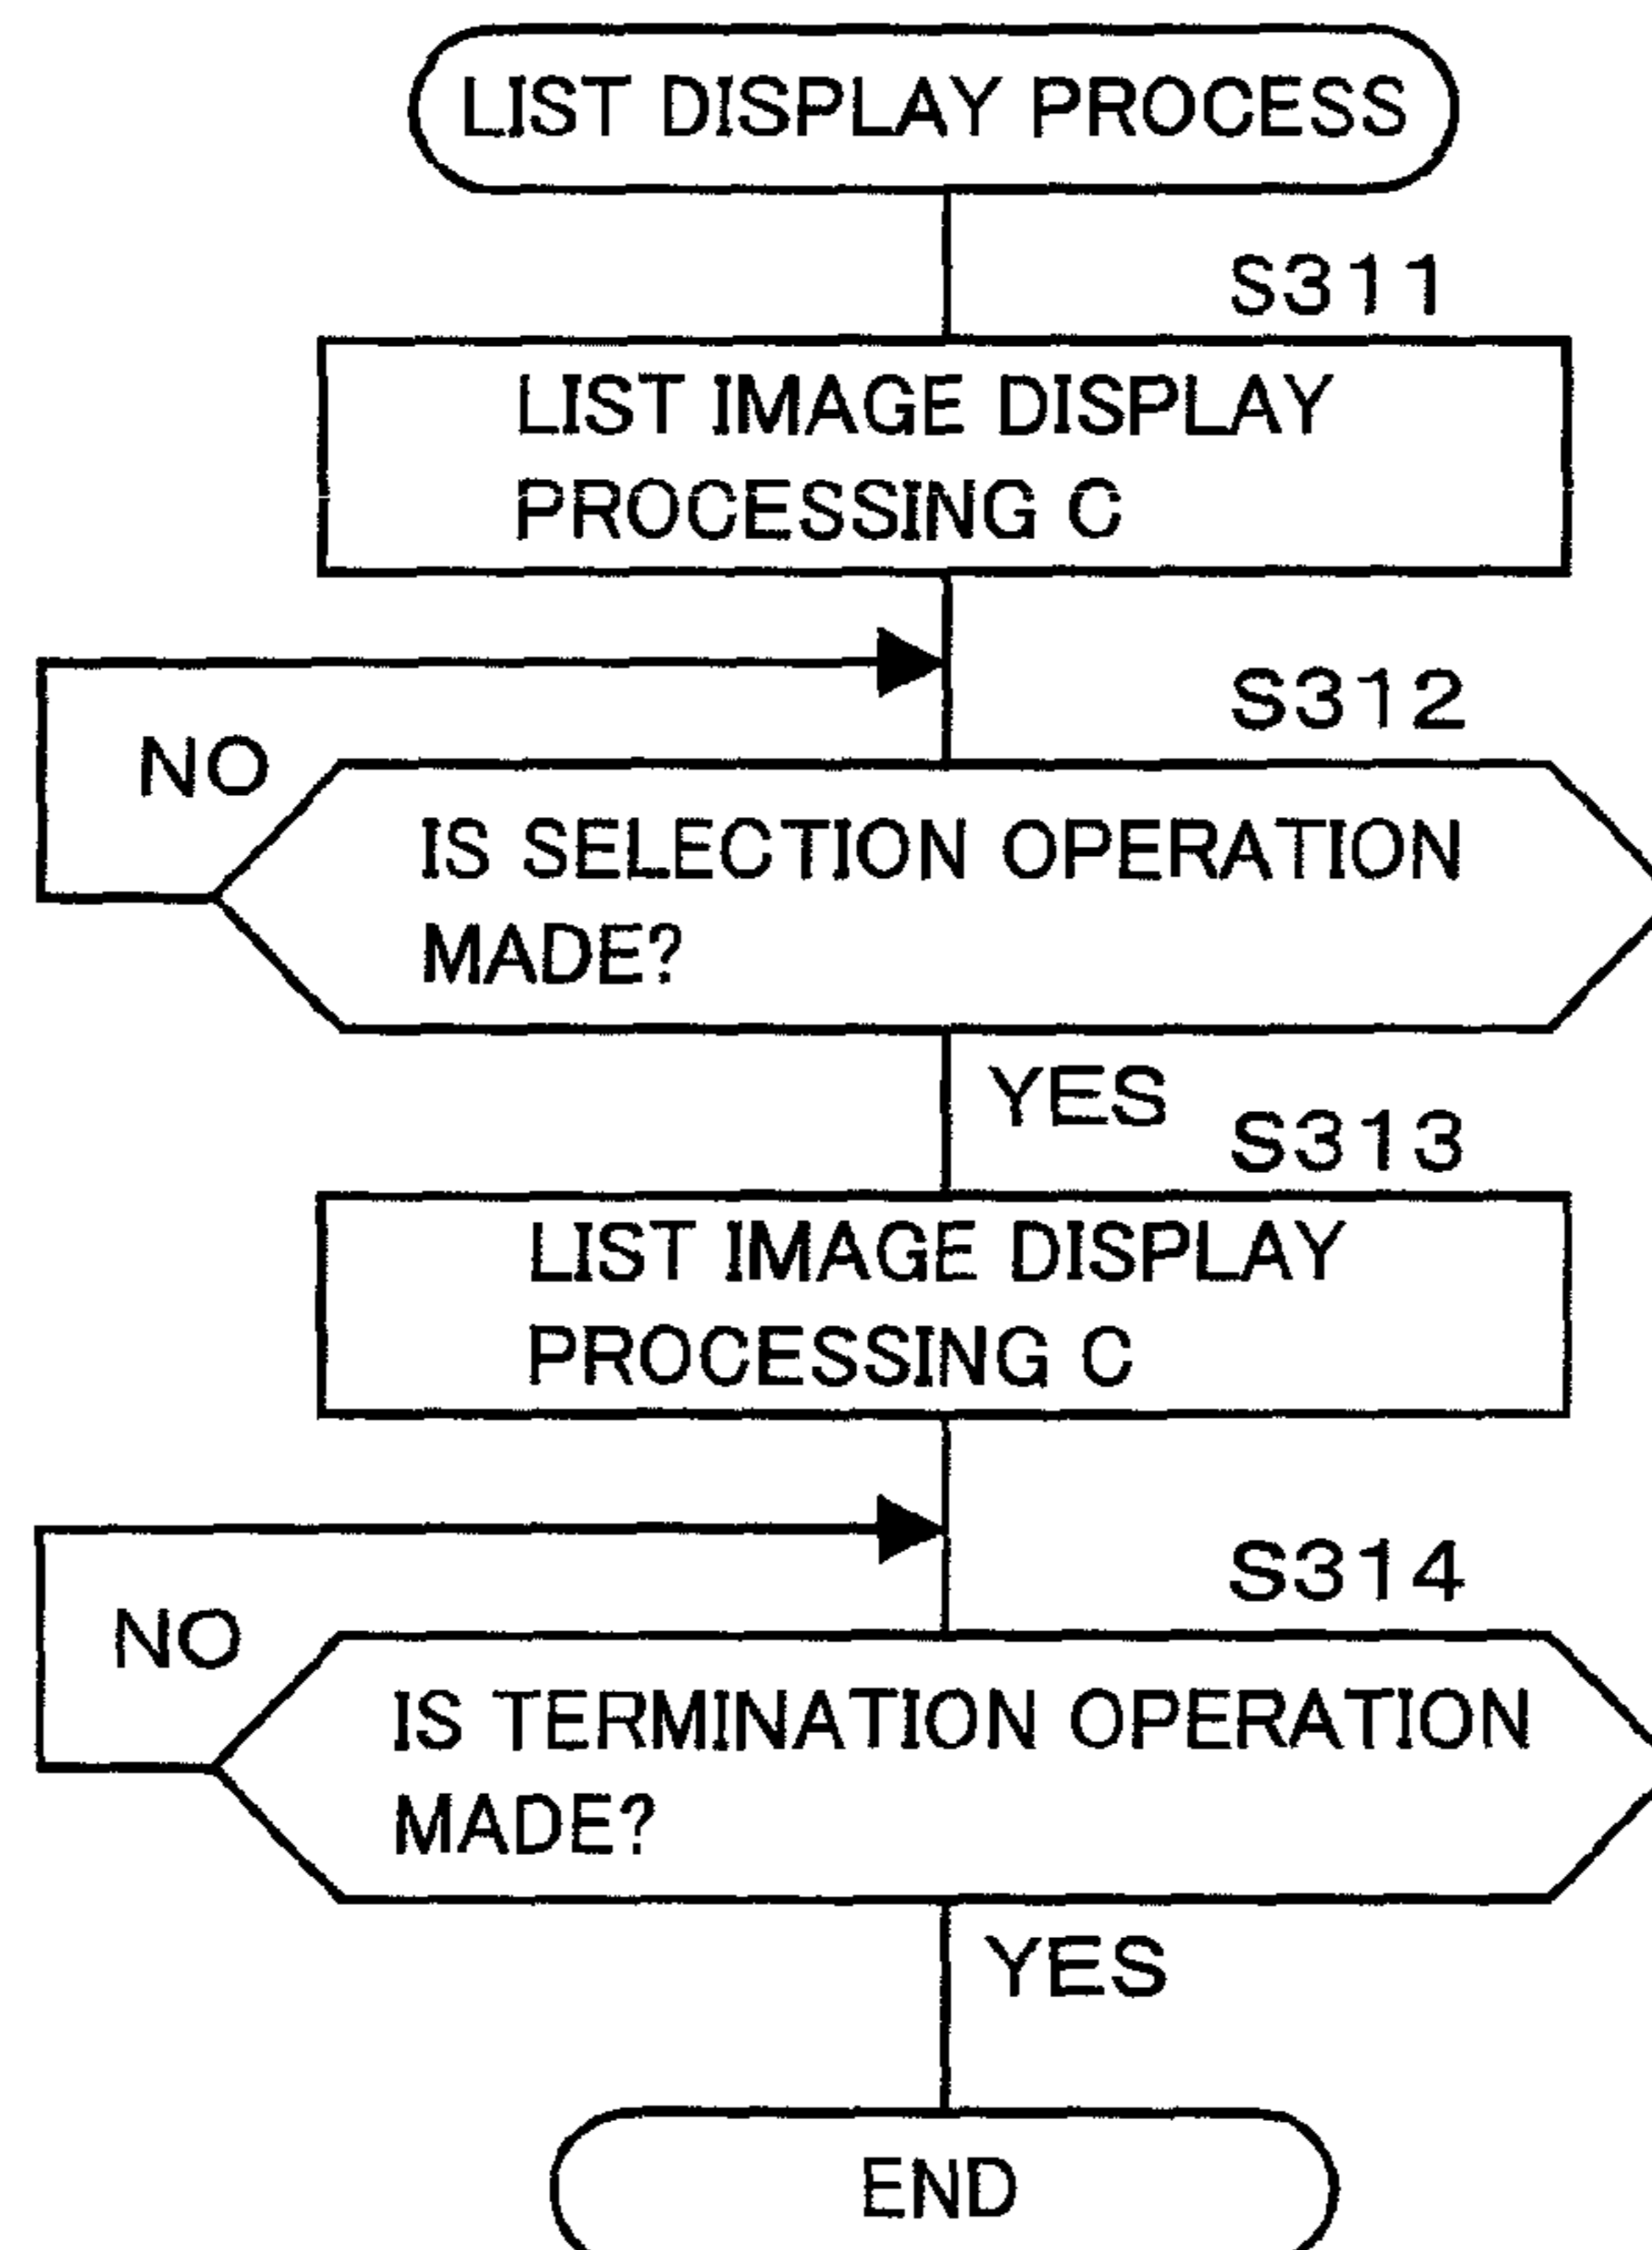 LIST DISPLAY PROCESS
S311
LIST IMAGE DISPLAY
PROCESSING C
S312
NO
IS SELECTION OPERATION
MADE?
YES
S313
LIST IMAGE DISPLAY
PROCESSING C
S314
NO
IS TERMINATION OPERATION
MADE?
YES
END